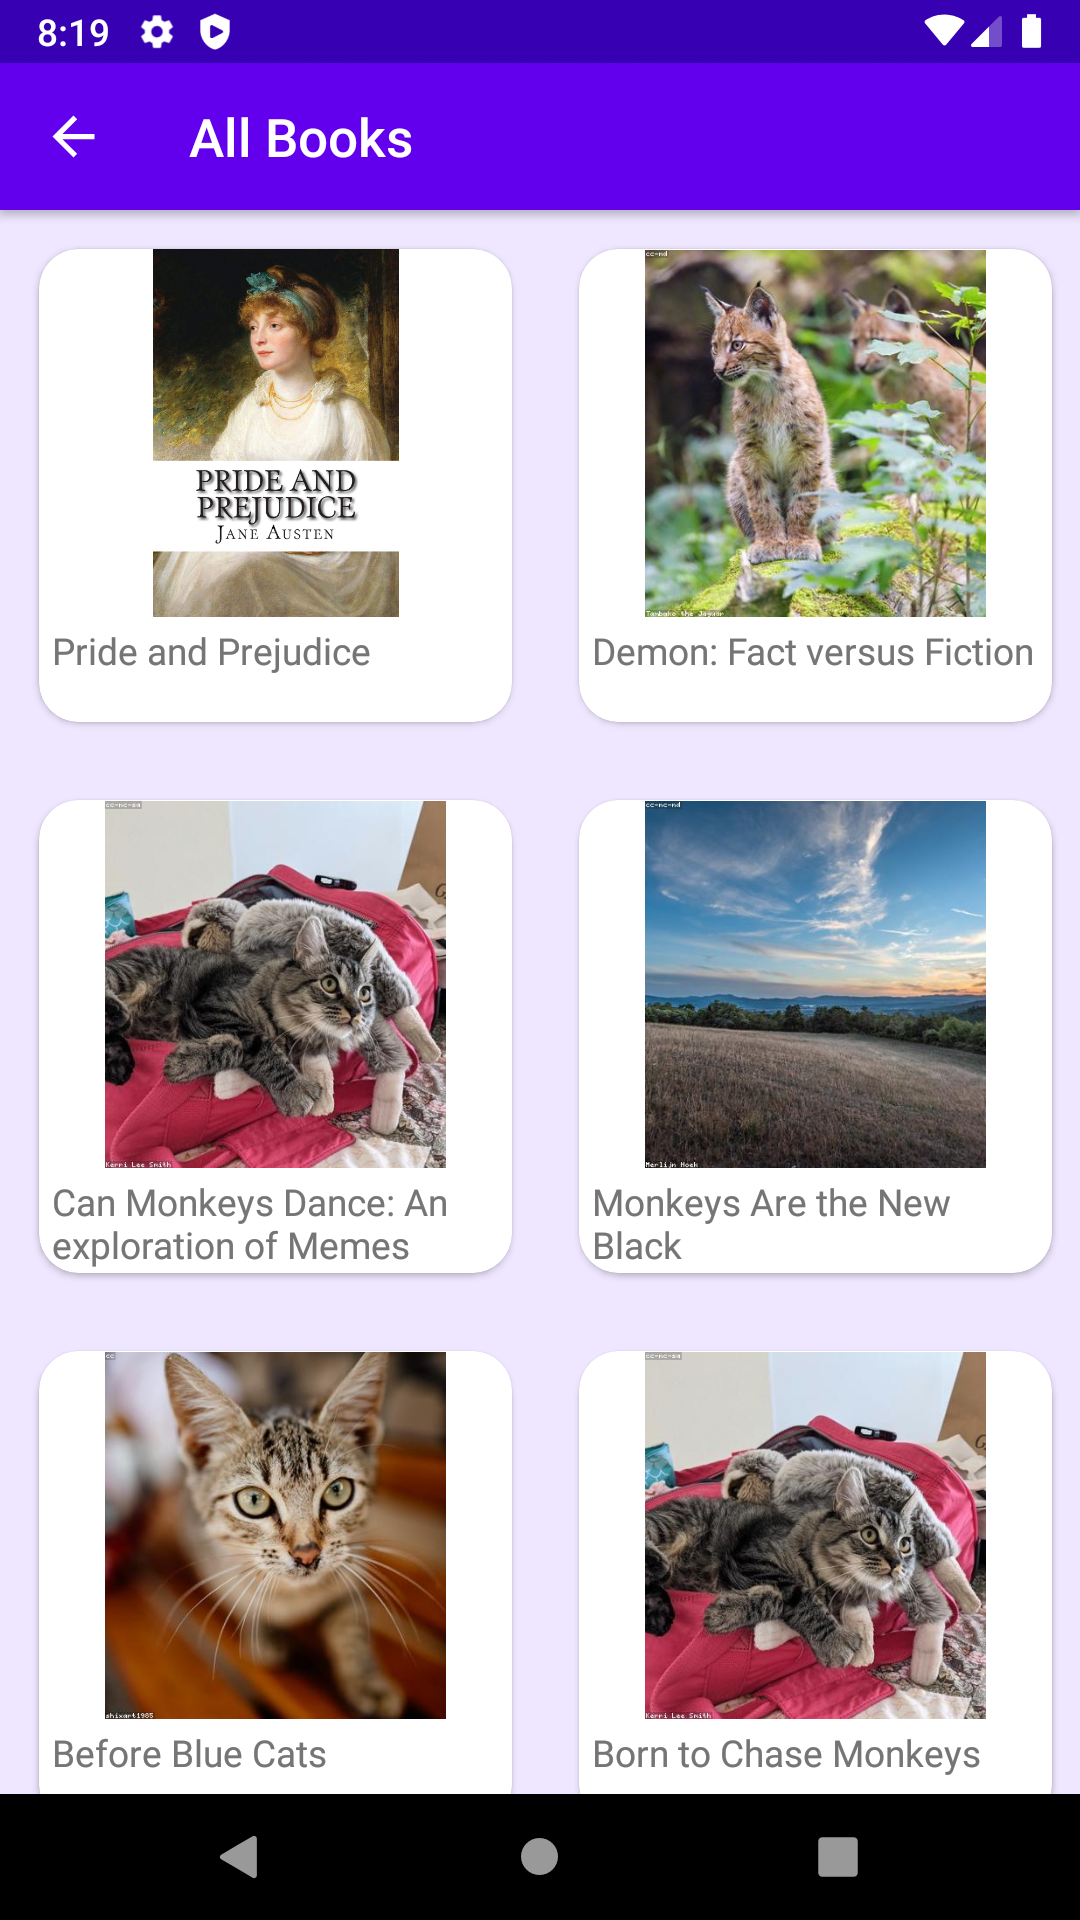 8:19
All Books
cc-nd
PRIDE AND
PREJUDICE
JANE AUSTEN
Tambako the Jaguar
Pride and Prejudice
Demon: Fact versus Fiction
cc-nc-sa
cc-nc-nd
Kerri Lee Smith
Merlijn Hoek
Can Monkeys Dance: An
exploration of Memes
Monkeys Are the New
Black
cc
cc-nc-sa
shixart1985
Kerri Lee Smith
Before Blue Cats
Born to Chase Monkeys